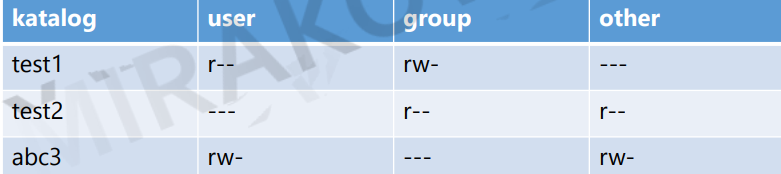 katalog user group other
test1 r-- rw- ---
test2 --- r-- r--
abc3 rw- --- rw-